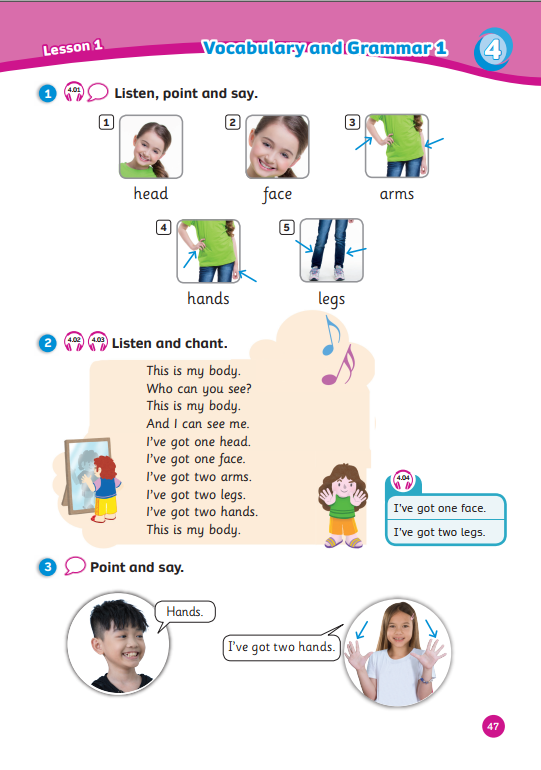 Lesson 1
Vocabulary and Grammar 1
4
1 4.01 Listen, point and say.
1
2
3
head
face
arms
4
5
hands
legs
2 4.02 4.03 Listen and chant.
This is my body.
Who can you see?
This is my body.
And I can see me.
I've got one head.
I've got one face.
I've got two arms.
I've got two legs.
I've got two hands.
This is my body.
4.04
I've got one face.
I've got two legs.
3 Point and say.
Hands.
I've got two hands.
47